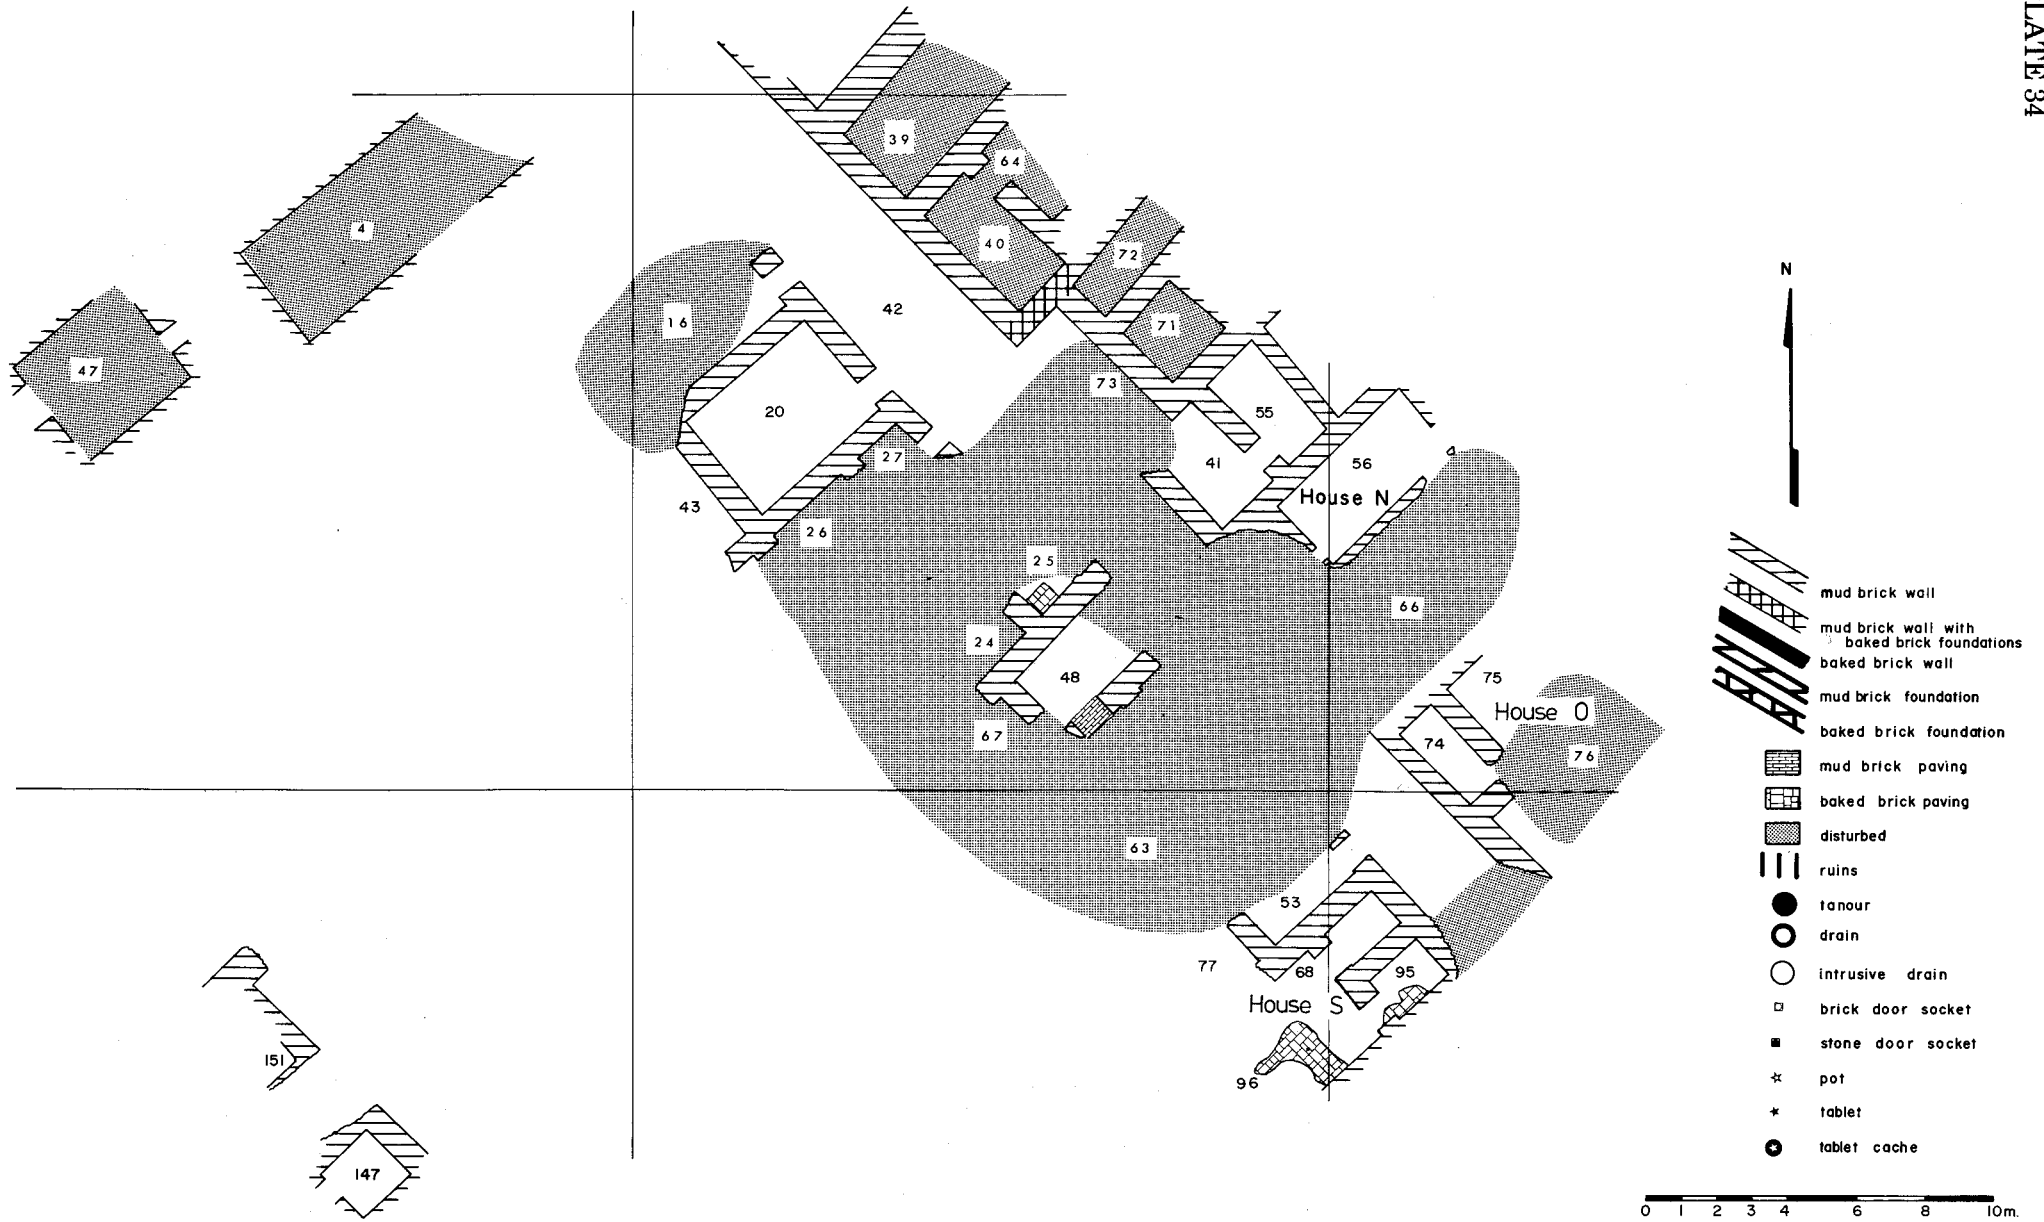 LATE 34
39
64
4
40
72
42
16
71
47
73
20
55
27
41
56
House N
43
26
25
66
24
48
75
67
House O
74
76
63
53
77
68
95
House S
151
96
147
N
mud brick wall
mud brick wall with
baked brick foundations
baked brick wall
mud brick foundation
baked brick foundation
mud brick paving
baked brick paving
disturbed
ruins
tanour
drain
intrusive drain
brick door socket
stone door socket
pot
tablet
tablet cache
0 1 2 3 4 6 8 10m.